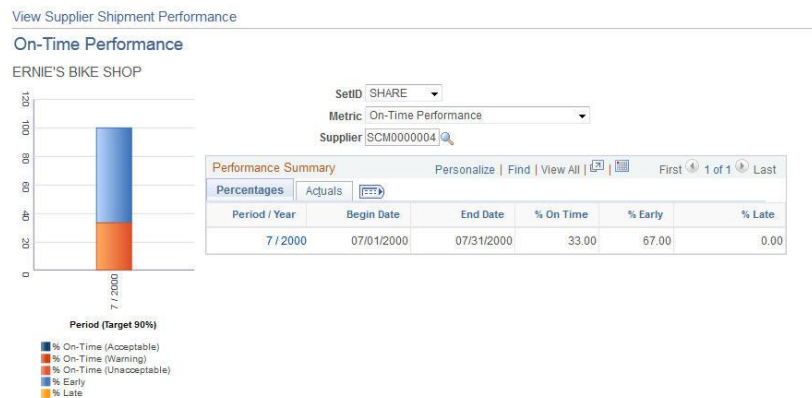 View Supplier Shipment Performance
On-Time Performance
ERNIE'S BIKE SHOP
SetID SHARE
Metric On-Time Performance
Supplier SCM0000004
120
100
80
60
40
20
0
7 / 2000
Period (Target 90%)
% On-Time (Acceptable)
% On-Time (Warning)
% On-Time (Unacceptable)
% Early
% Late
Performance Summary Personalize | Find | View All | | First 1 of 1 Last
Percentages Actuals
Period / Year Begin Date End Date % On Time % Early % Late
7 / 2000 07/01/2000 07/31/2000 33.00 67.00 0.00